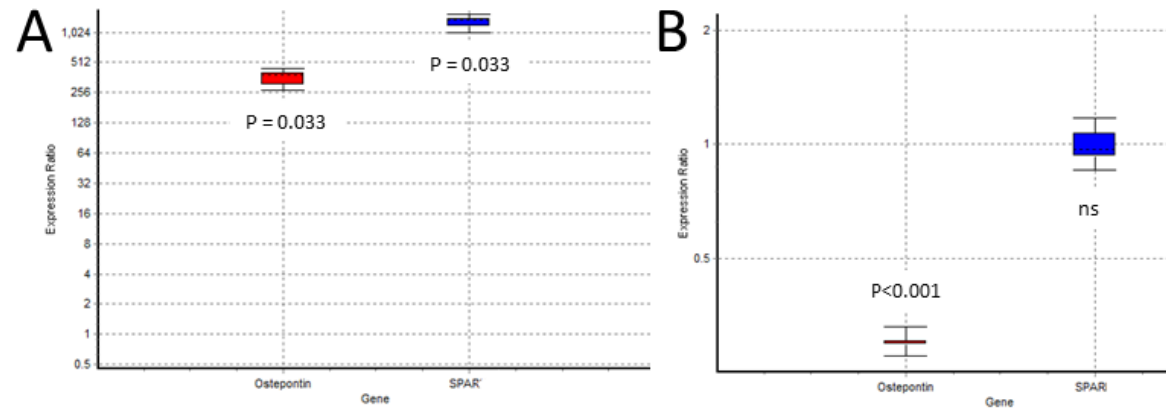 A
1,024
512
256
128
64
32
16
8
4
2
1
0.5
Expression Ratio
P = 0.033
P = 0.033
Ostepontin
SPAR'
Gene
B
2
1
0.5
Expression Ratio
P<0.001
ns
Ostepontin
SPARI
Gene